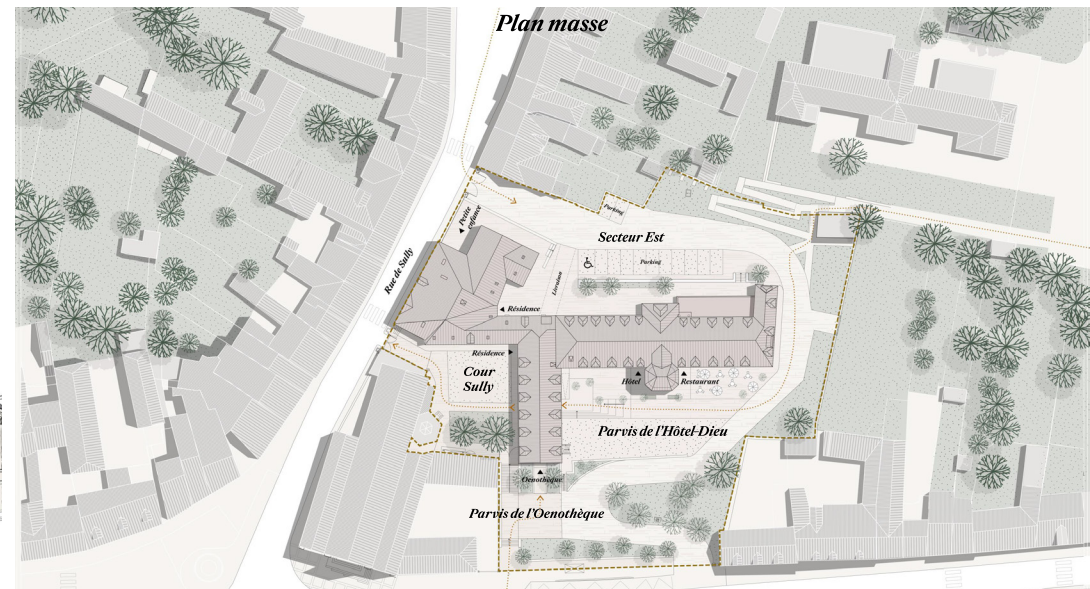 Plan masse
Petite
enfance
Parking
Secteur Est
Parking
Rue de Sully
Livraison
Résidence
Résidence
Cour
Sully
Hôtel
Restaurant
Parvis de l'Hôtel-Dieu
Oenothèque
Parvis de l'Oenothèque